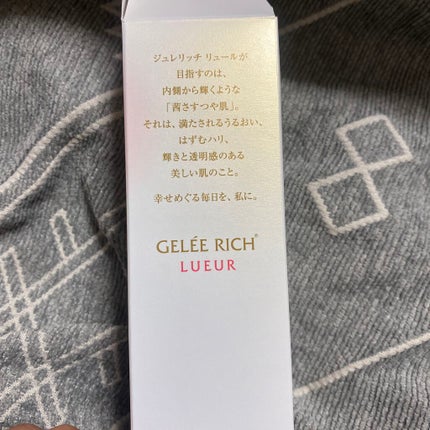 ジュレリッチ リュールが
目指すのは、
内側から輝くような
「茜さすつや肌」。
それは、満たされるうるおい、
はずむハリ、
輝きと透明感のある
美しい肌のこと。
幸せめぐる毎日を、私に。
GELÉE RICH®
LUEUR